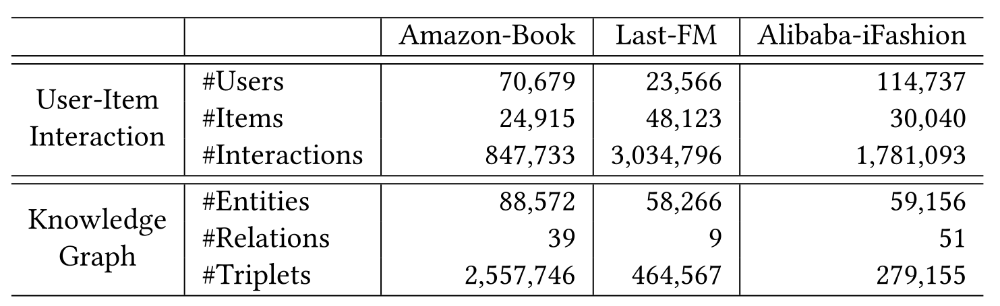 Amazon-Book Last-FM Alibaba-iFashion
User-Item Interaction
#Users 70,679 23,566 114,737
#Items 24,915 48,123 30,040
#Interactions 847,733 3,034,796 1,781,093
Knowledge Graph
#Entities 88,572 58,266 59,156
#Relations 39 9 51
#Triplets 2,557,746 464,567 279,155